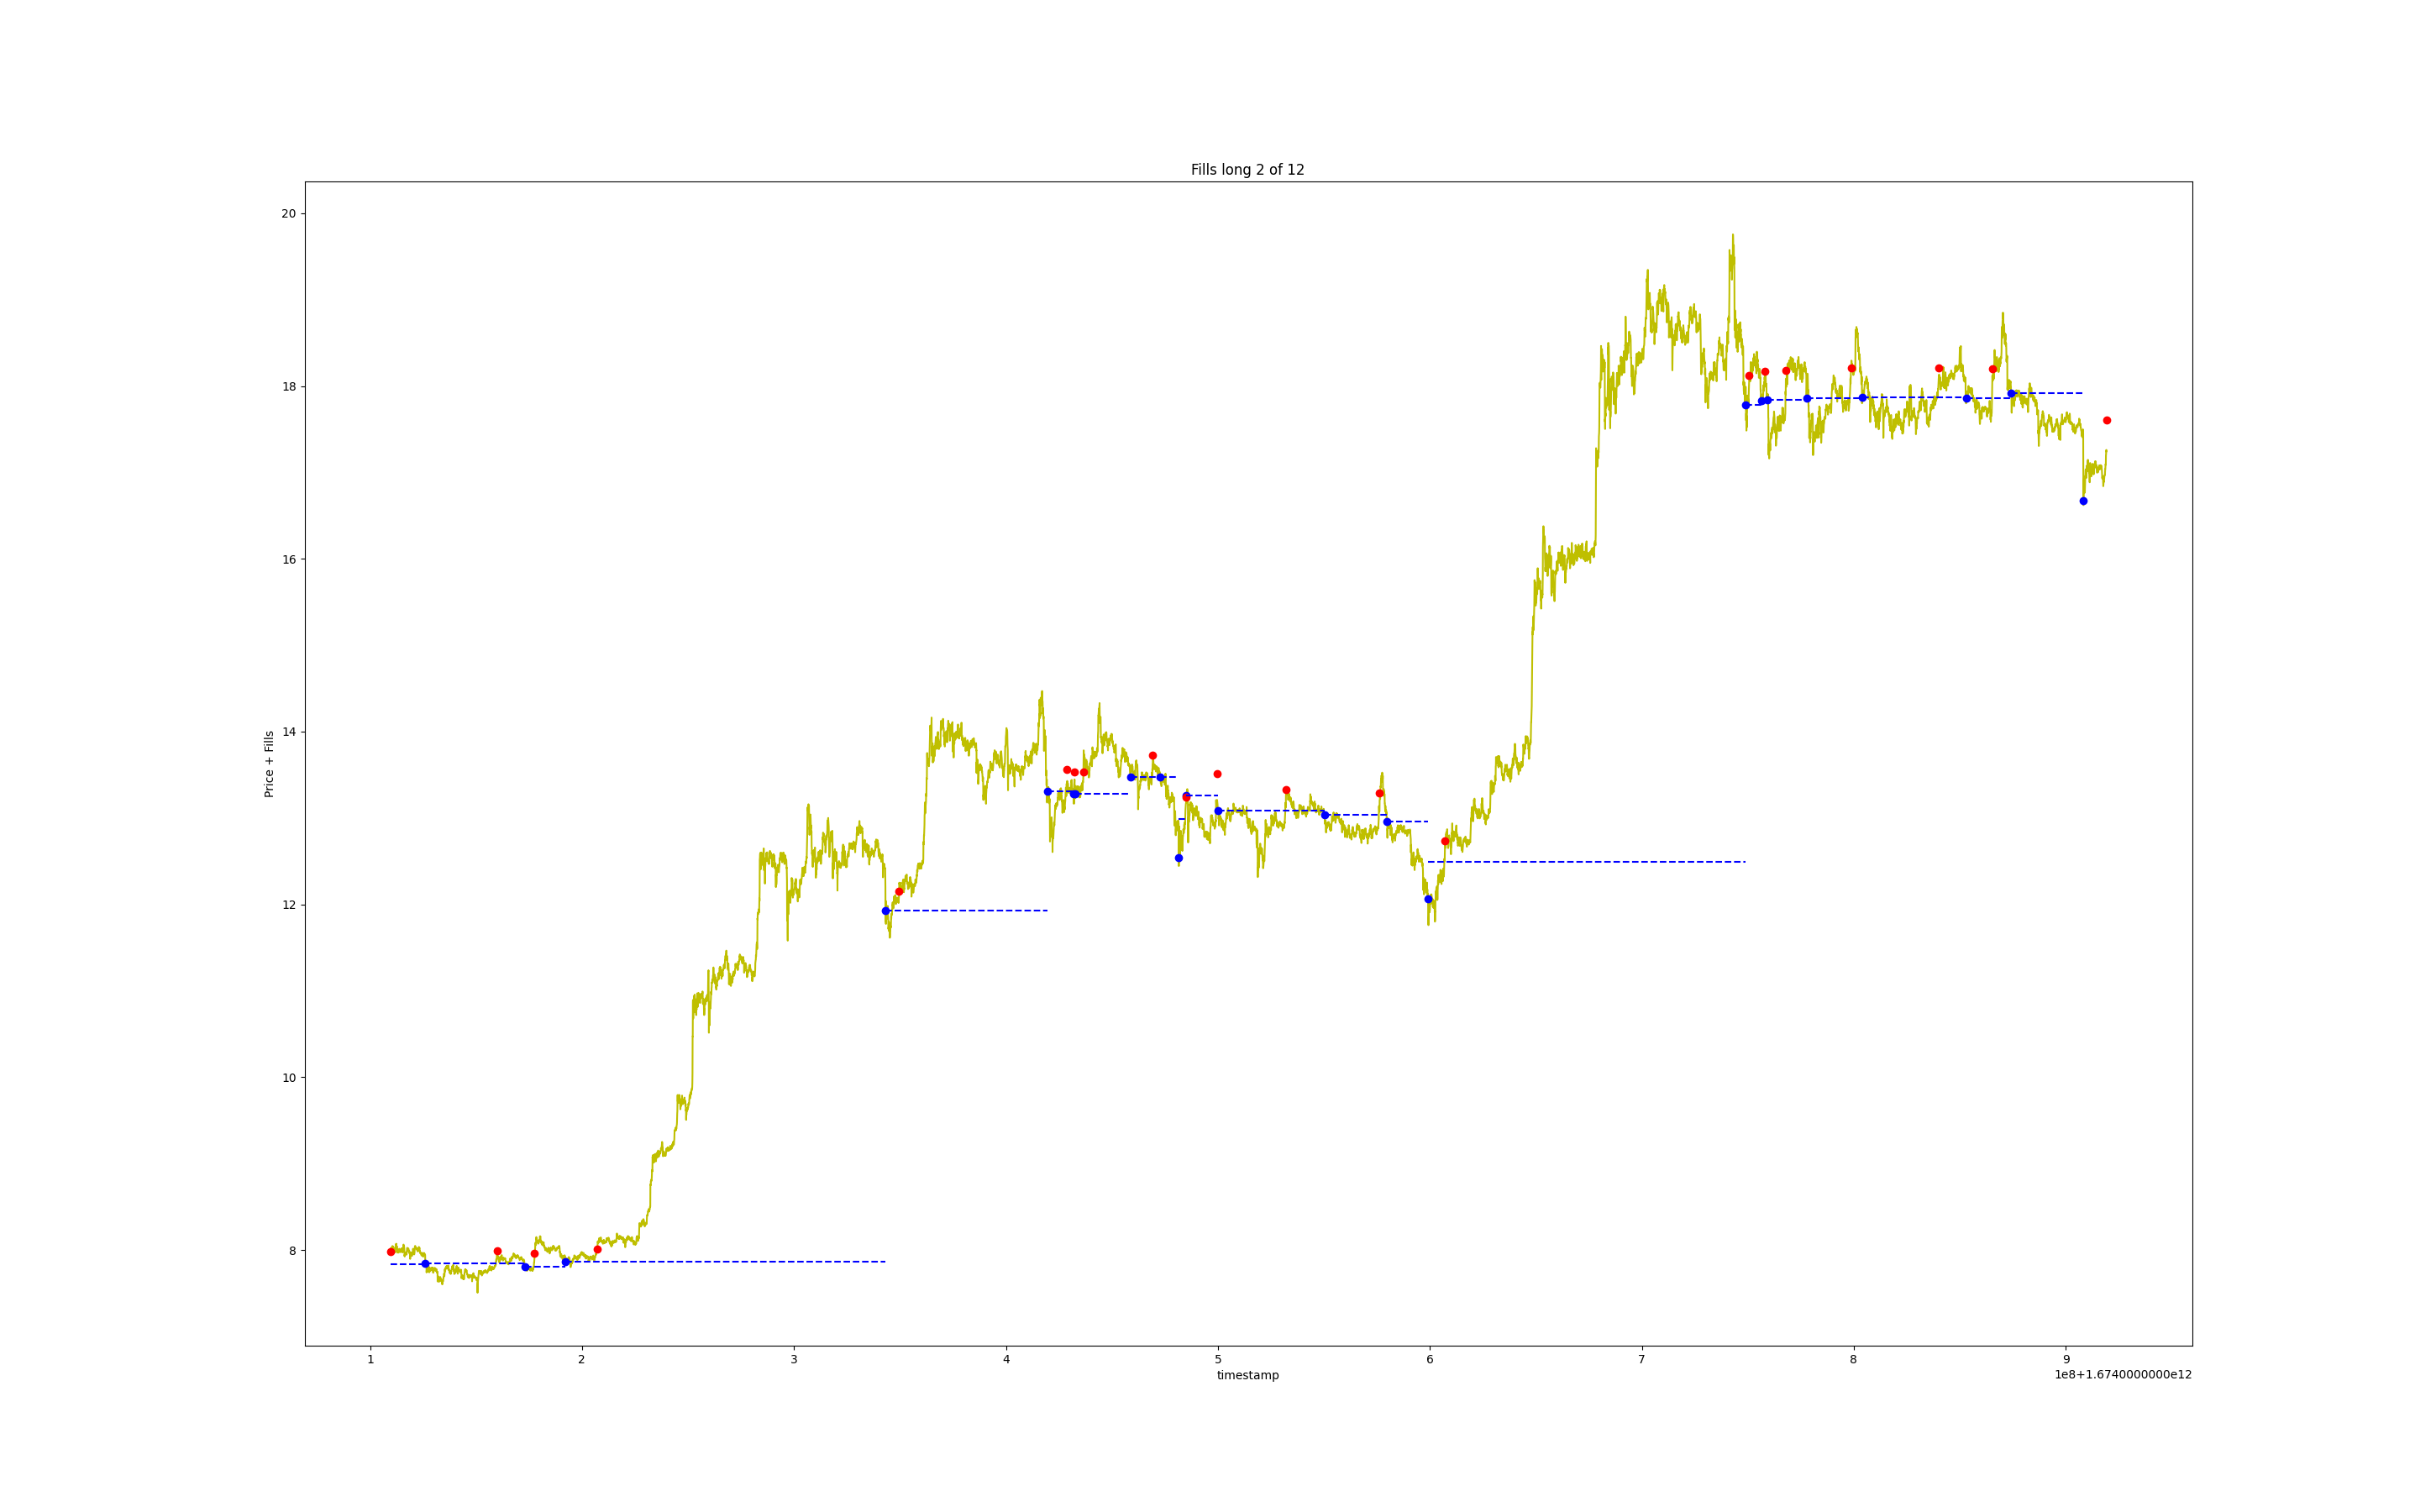 Fills long 2 of 12
20
18
16
14
12
10
8
Price + Fills
1 2 3 4 5 6 7 8 9
timestamp
1e8+1.6740000000e12